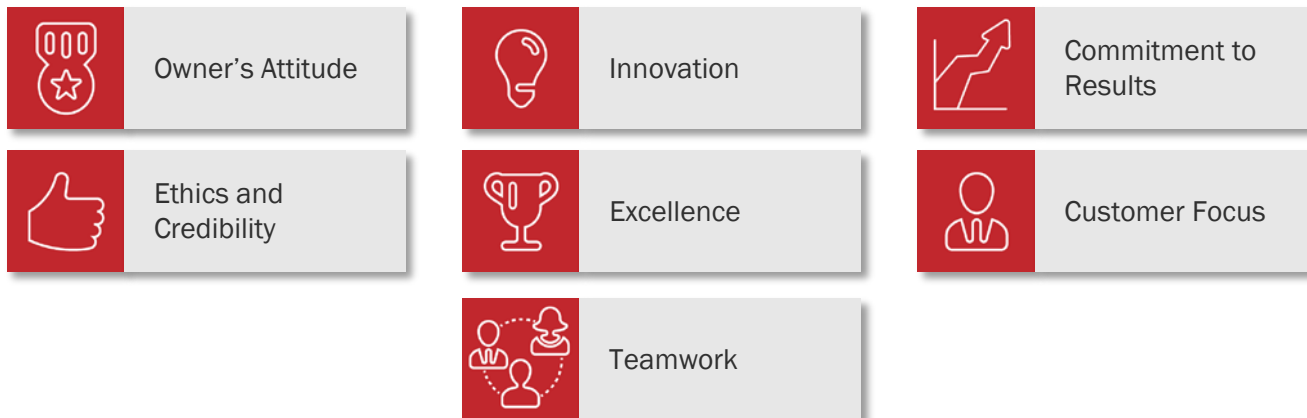 Owner’s Attitude
Innovation
Commitment to
Results
Ethics and
Credibility
Excellence
Customer Focus
Teamwork